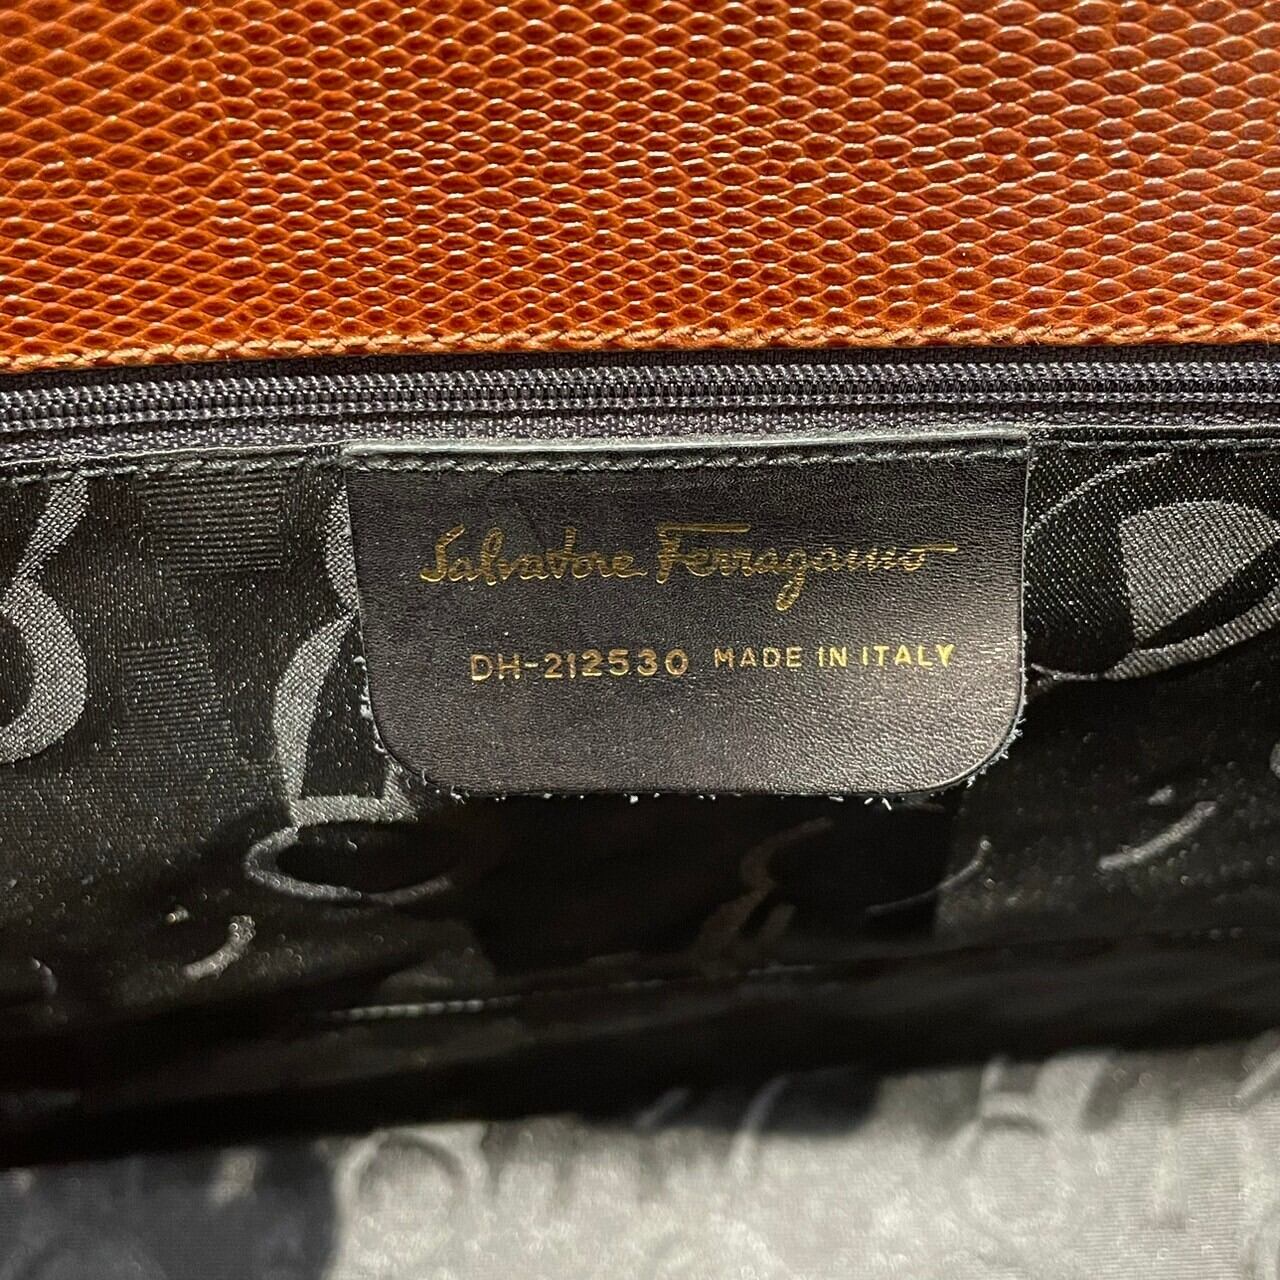 Salvatore Ferragamo
DH-212530 MADE IN ITALY